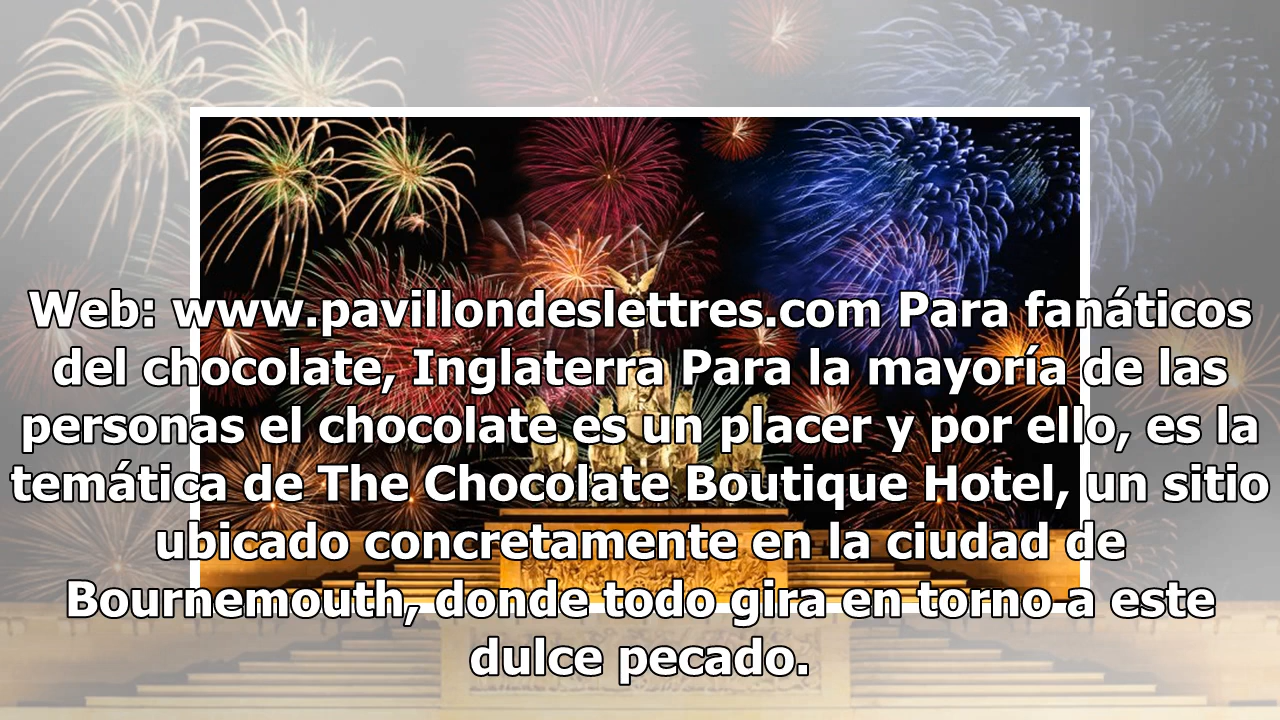 Web: www.pavillondeslettres.com Para fanáticos
del chocolate, Inglaterra Para la mayoría de las
personas el chocolate es un placer y por ello, es la
temática de The Chocolate Boutique Hotel, un sitio
ubicado concretamente en la ciudad de
Bournemouth, donde todo gira en torno a este
dulce pecado.